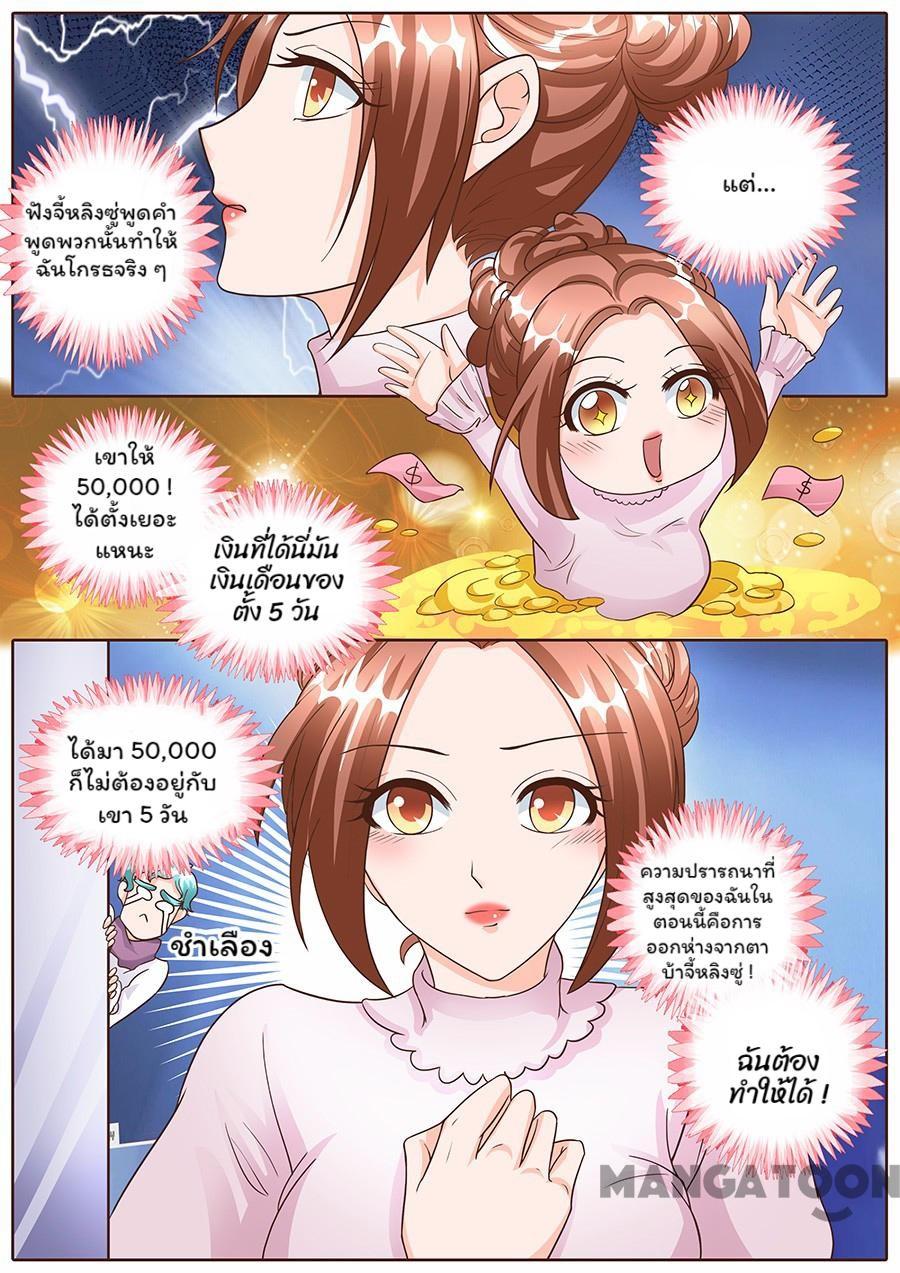 ฟังจี้หลิงซู่พูดคำ
พูดพวกนั้นทำให้
ฉันโกรธจริง ๆ
แต่...
เขาให้
50,000 !
ได้ตั้งเยอะ
แหนะ
เงินที่ได้นี่มัน
เงินเดือนของ
ตั้ง 5 วัน
$
$
ได้มา 50,000
ก็ไม่ต้องอยู่กับ
เขา 5 วัน
ชำเลือง
ความปรารถนาที่
สูงสุดของฉันใน
ตอนนี้คือการ
ออกห่างจากตา
บ้าจี้หลิงซู่ !
ฉันต้อง
ทำให้ได้ !
MANGATOON